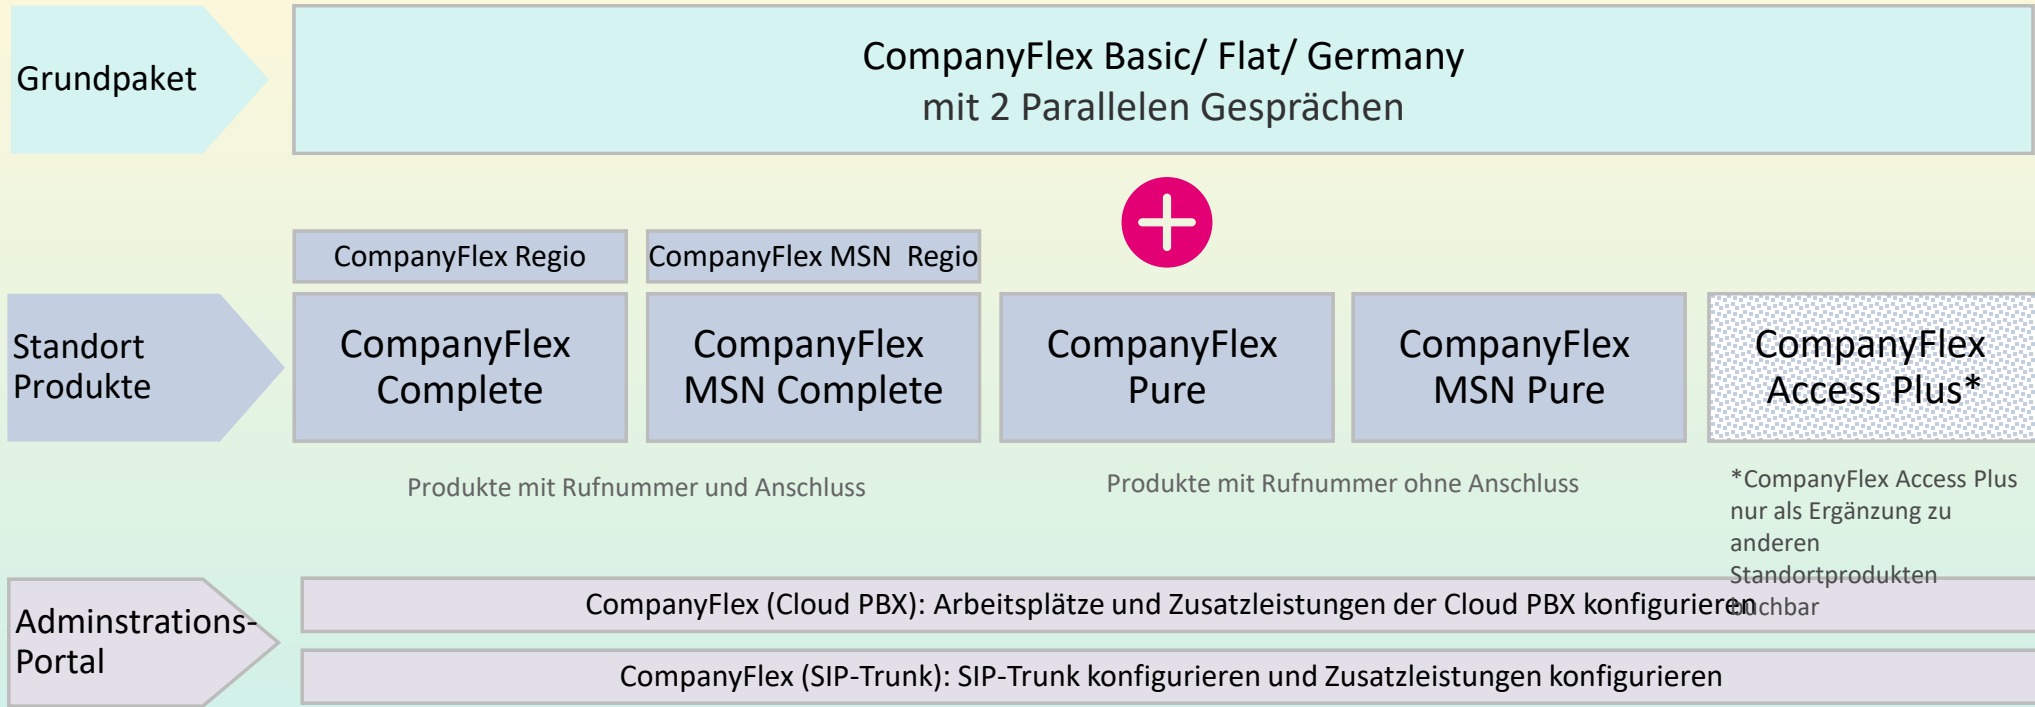 Grundpaket
CompanyFlex Basic/ Flat/ Germany
mit 2 Parallelen Gesprächen
CompanyFlex Regio
CompanyFlex MSN Regio
Standort
Produkte
CompanyFlex
Complete
CompanyFlex
MSN Complete
CompanyFlex
Pure
CompanyFlex
MSN Pure
CompanyFlex
Access Plus*
Produkte mit Rufnummer und Anschluss
Produkte mit Rufnummer ohne Anschluss
*CompanyFlex Access Plus
nur als Ergänzung zu
anderen
Standortprodukten
buchbar
Adminstrations-
Portal
CompanyFlex (Cloud PBX): Arbeitsplätze und Zusatzleistungen der Cloud PBX konfigurieren
CompanyFlex (SIP-Trunk): SIP-Trunk konfigurieren und Zusatzleistungen konfigurieren